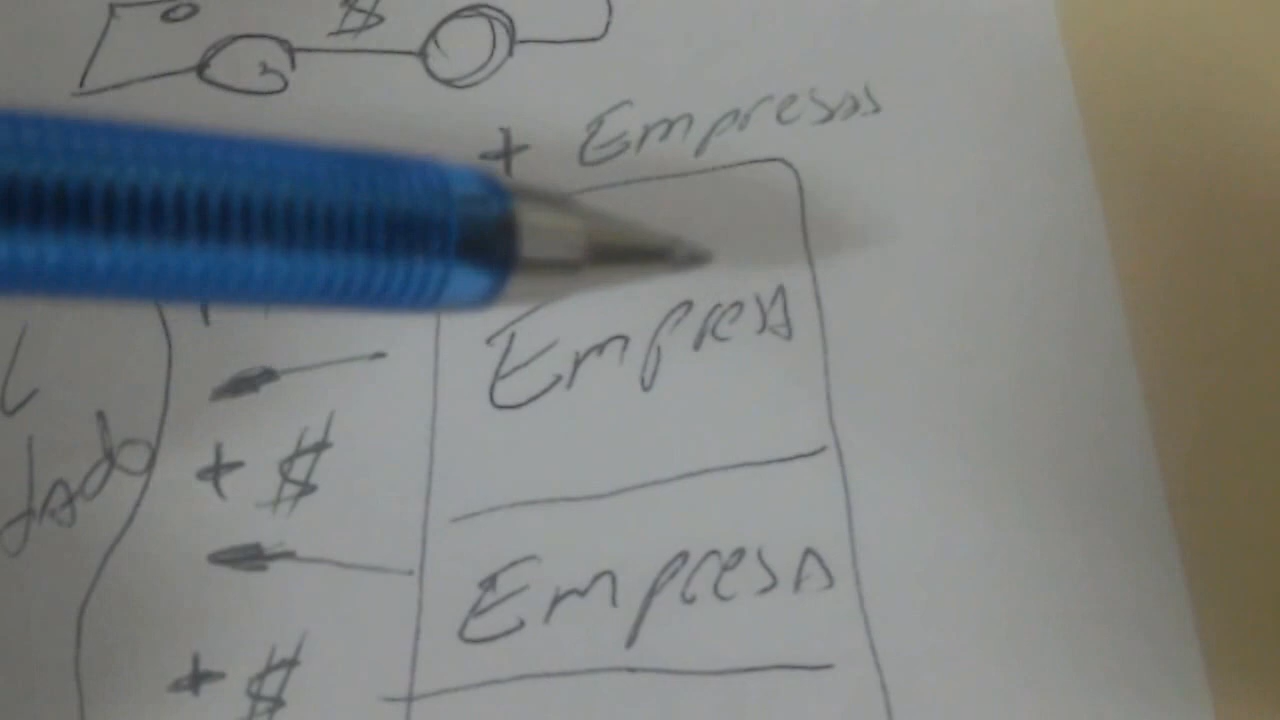 $
+ Empresas
Empresa
+ $
Empresa
+ $